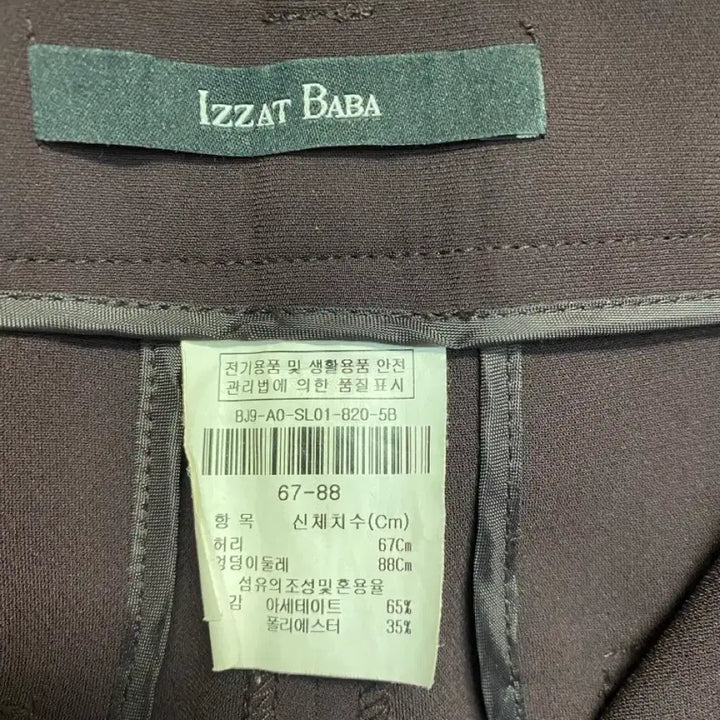 IZZAT BABA
전기용품 및 생활용품 안전
관리법에 의한 품질표시
BJ9-A0-SL01-820-5B
67-88
항 목 신체치수(Cm)
허리 67Cm
엉덩이둘레 88Cm
섬유의조성및혼용율
감 아세테이트 65%
폴리에스터 35%